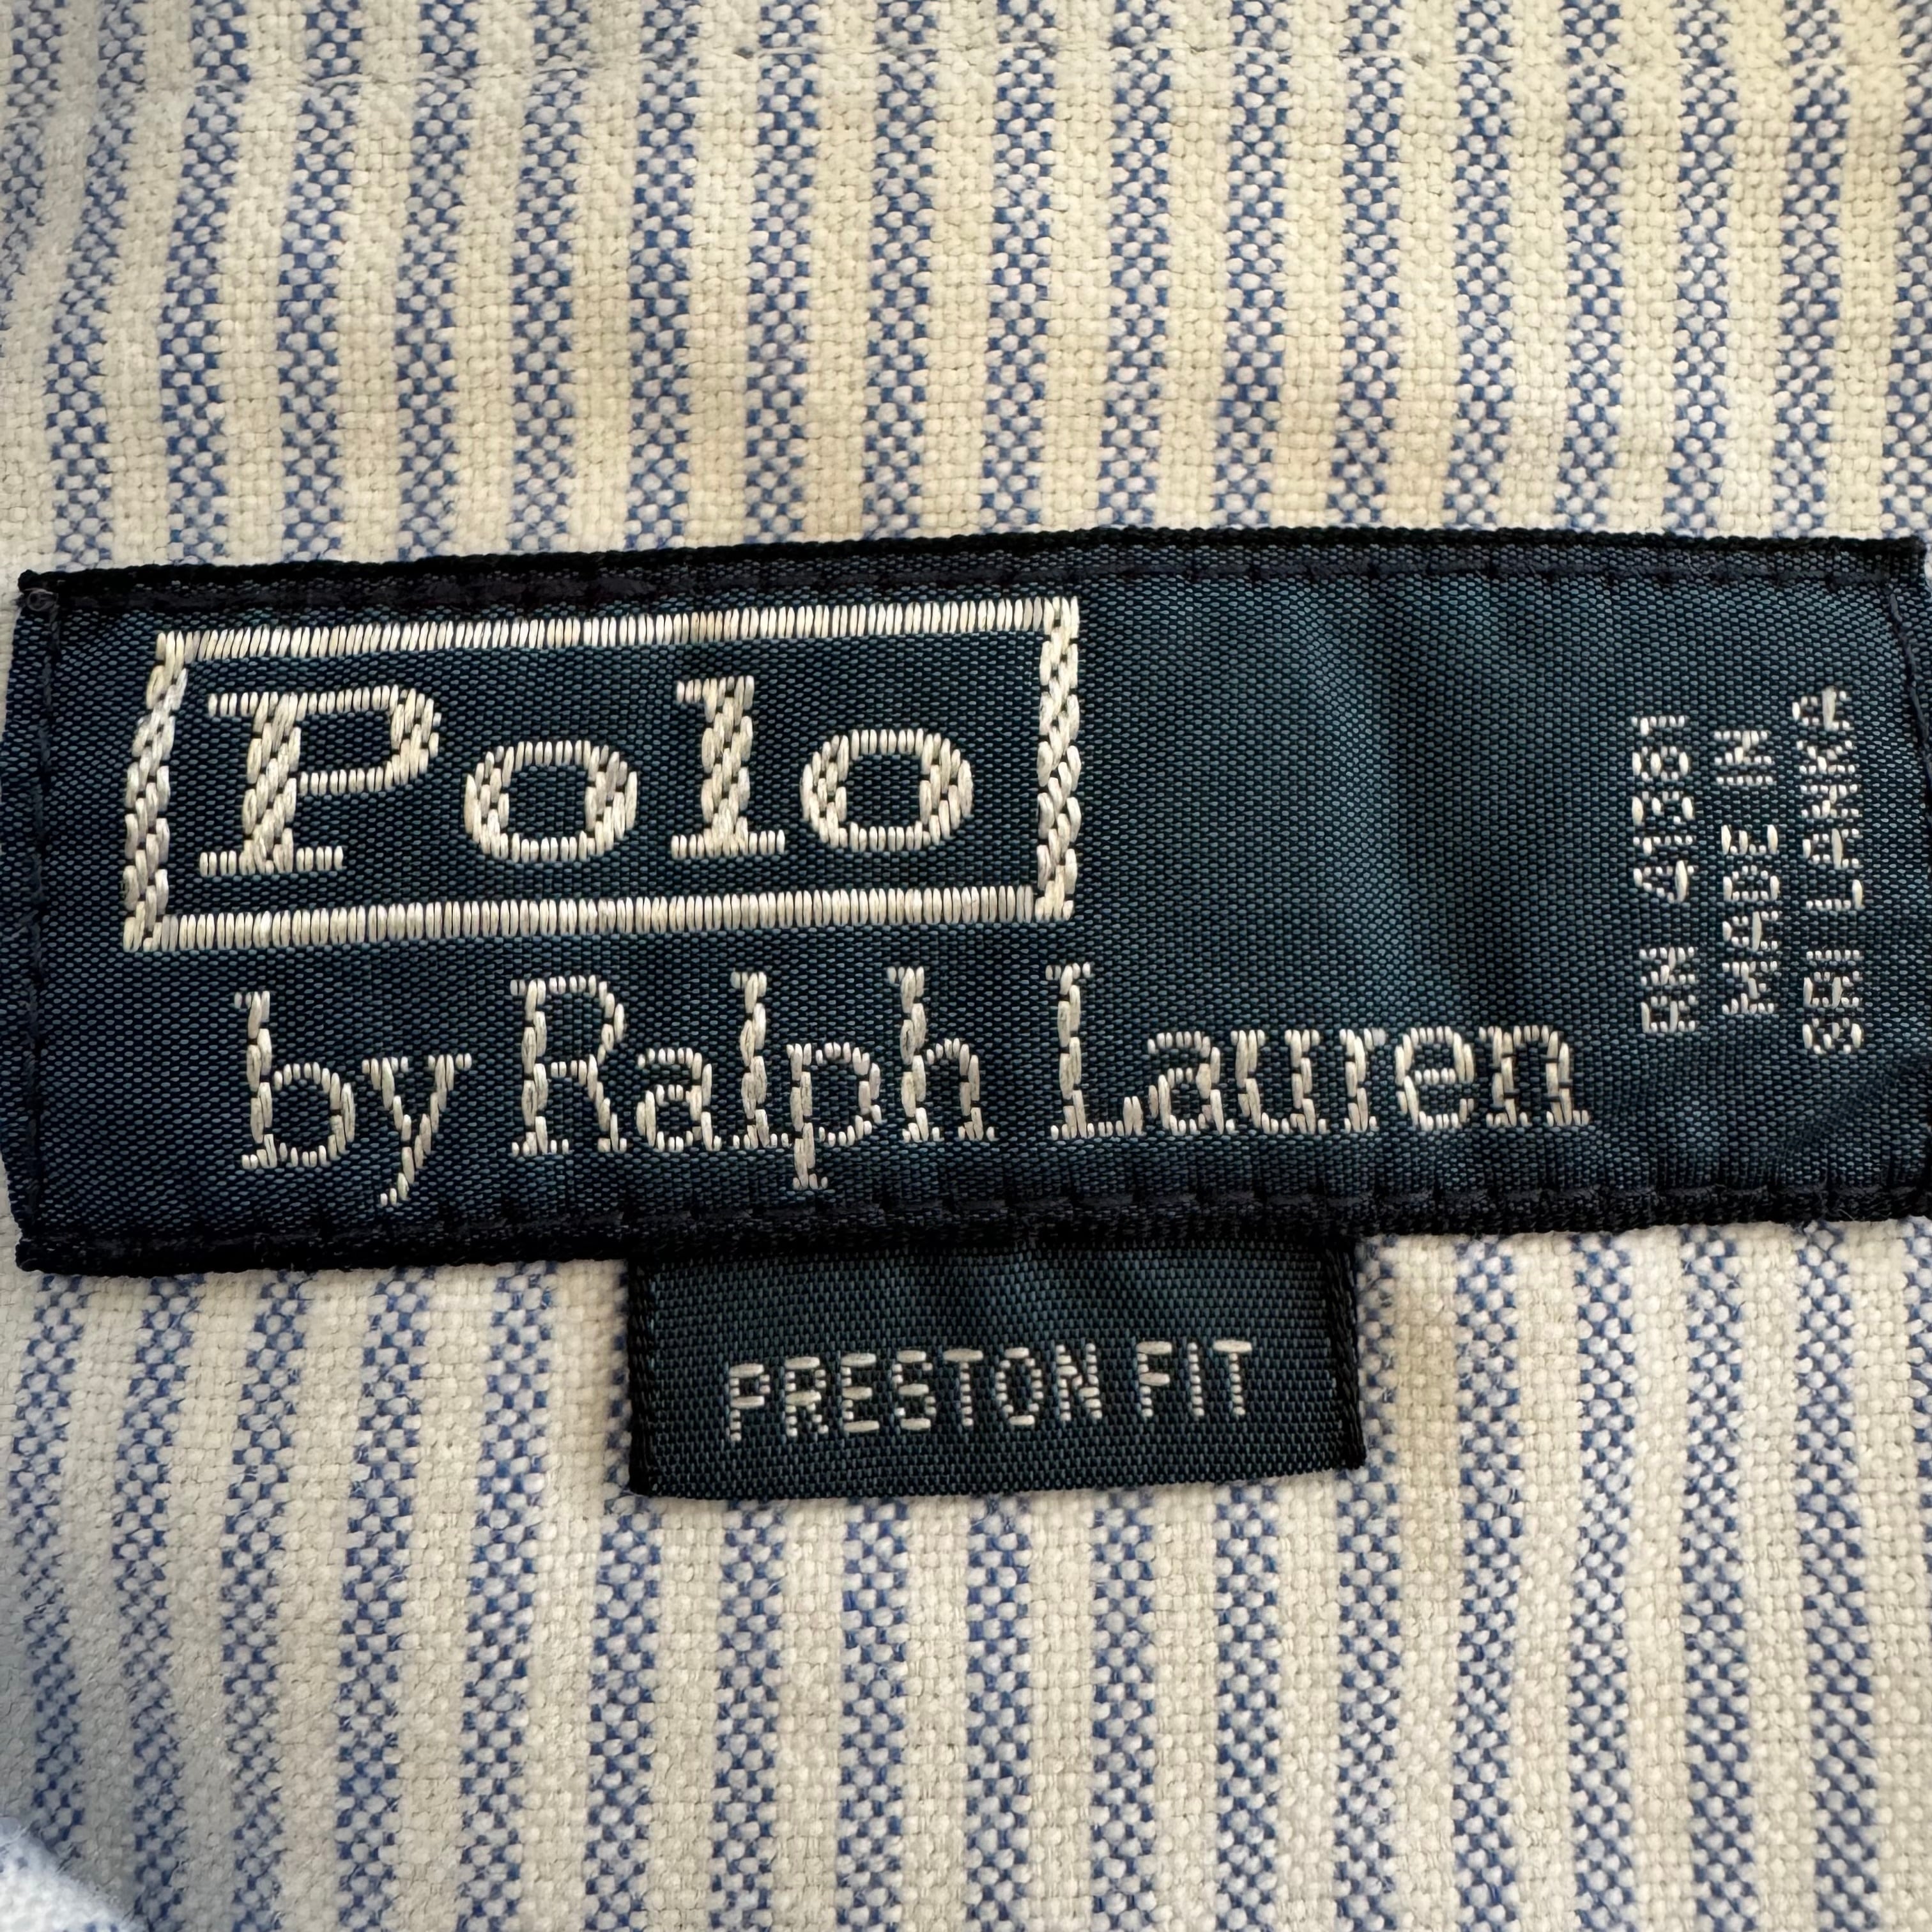 Polo
by Ralph Lauren
RN 41381
MADE IN
SRI LANKA
PRESTON FIT